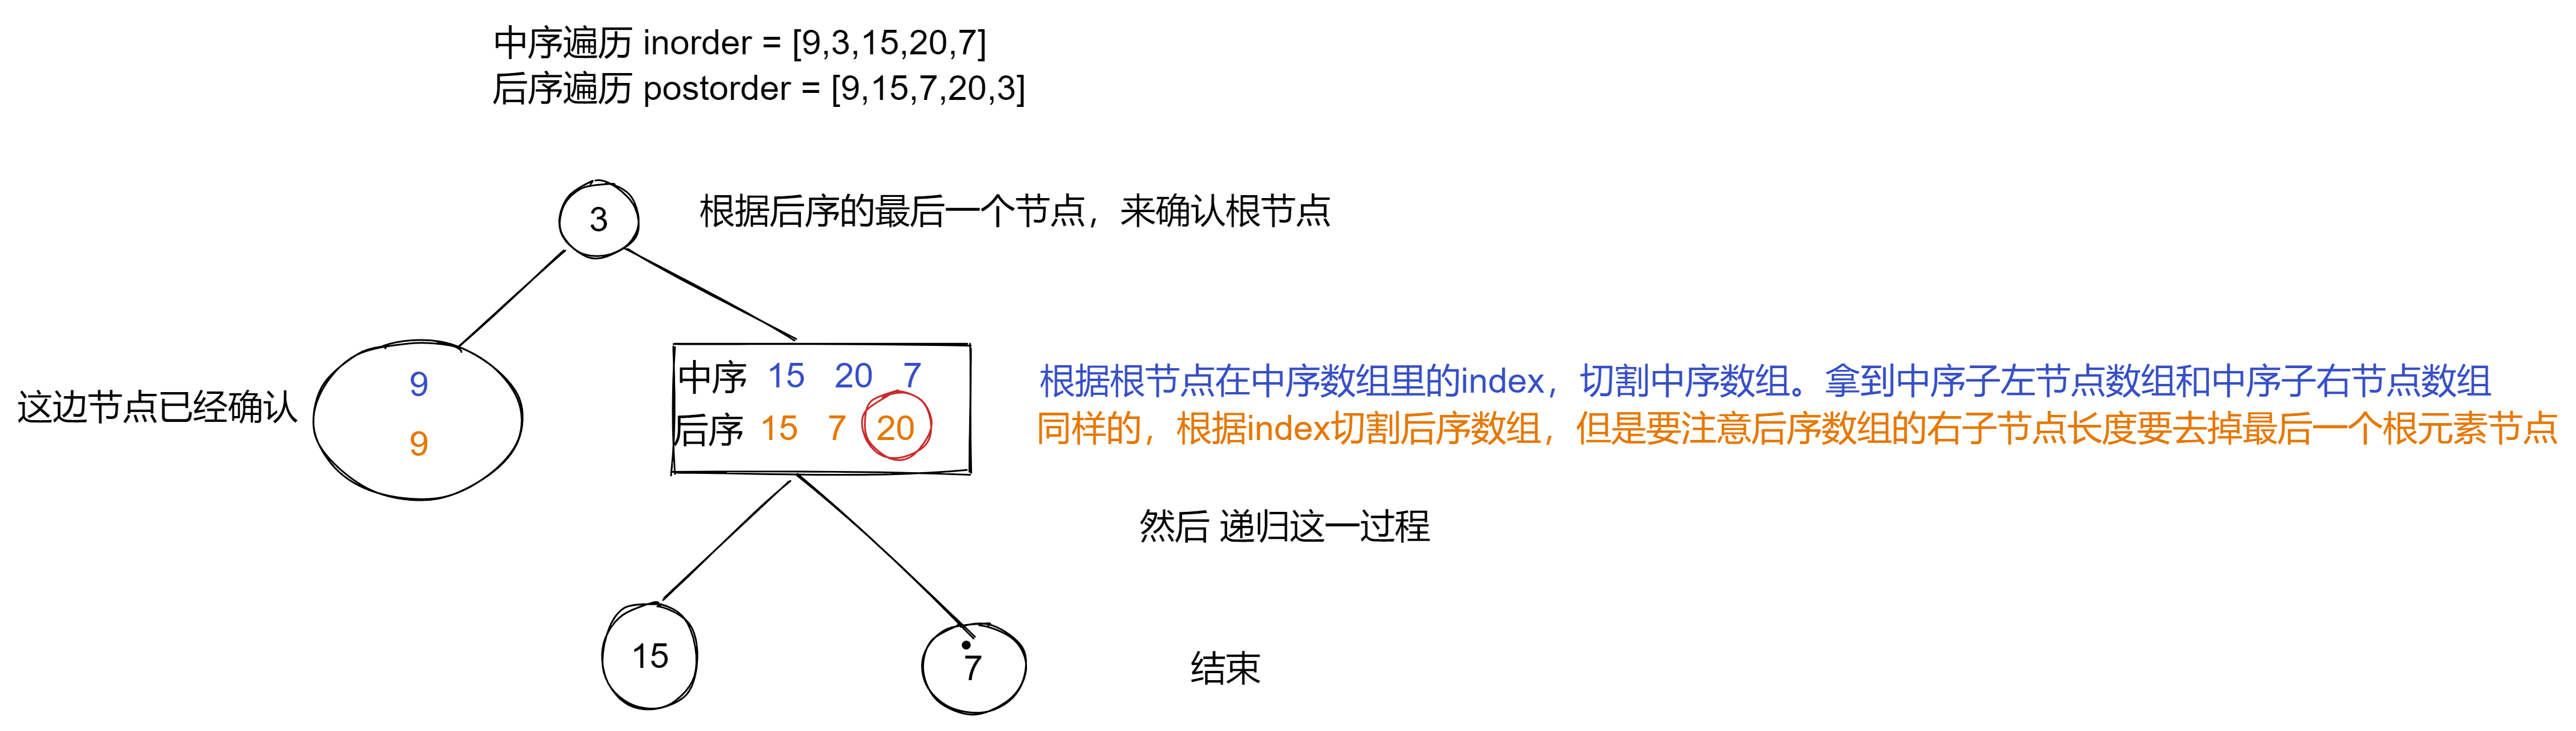 中序遍历 inorder = [9,3,15,20,7]
后序遍历 postorder = [9,15,7,20,3]
3
根据后序的最后一个节点，来确认根节点
这边节点已经确认
9
9
中序 15 20 7
后序 15 7 20
根据根节点在中序数组里的index，切割中序数组。拿到中序子左节点数组和中序子右节点数组
同样的，根据index切割后序数组，但是要注意后序数组的右子节点长度要去掉最后一个根元素节点
然后 递归这一过程
15
7
结束